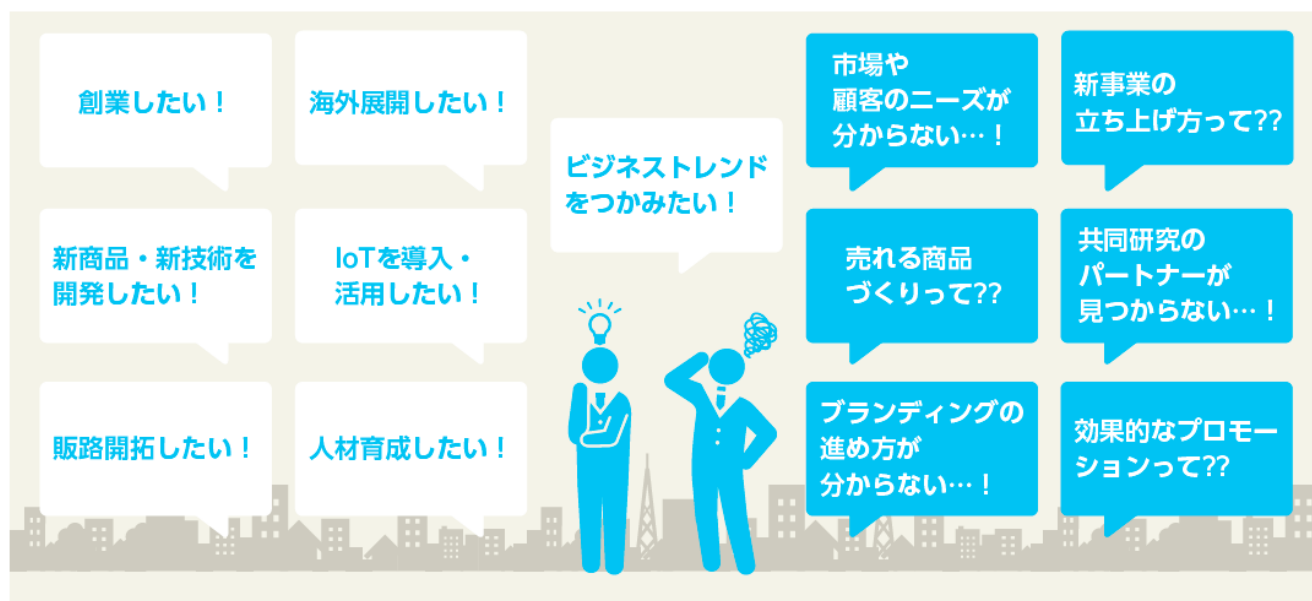 創業したい！
海外展開したい！
新商品・新技術を
開発したい！
IoTを導入・
活用したい！
販路開拓したい！
人材育成したい！
ビジネストレンド
をつかみたい！
市場や
顧客のニーズが
分からない…！
新事業の
立ち上げ方って??
売れる商品
づくりって??
共同研究の
パートナーが
見つからない…！
ブランディングの
進め方が
分からない…！
効果的なプロモー
ションって??